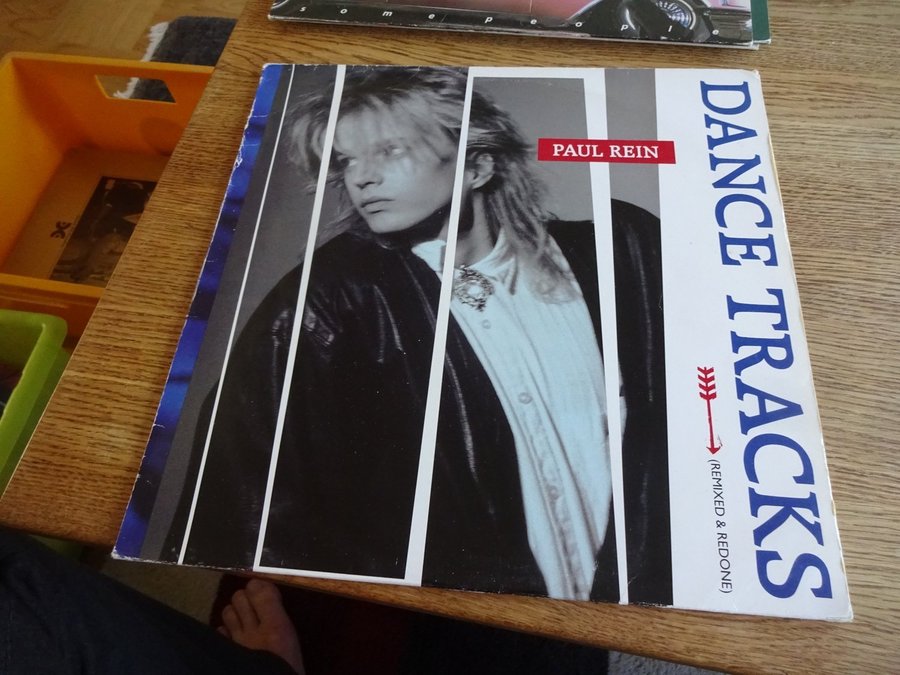 some people
PAUL REIN
DANCE TRACKS
(REMIXED & REDONE)